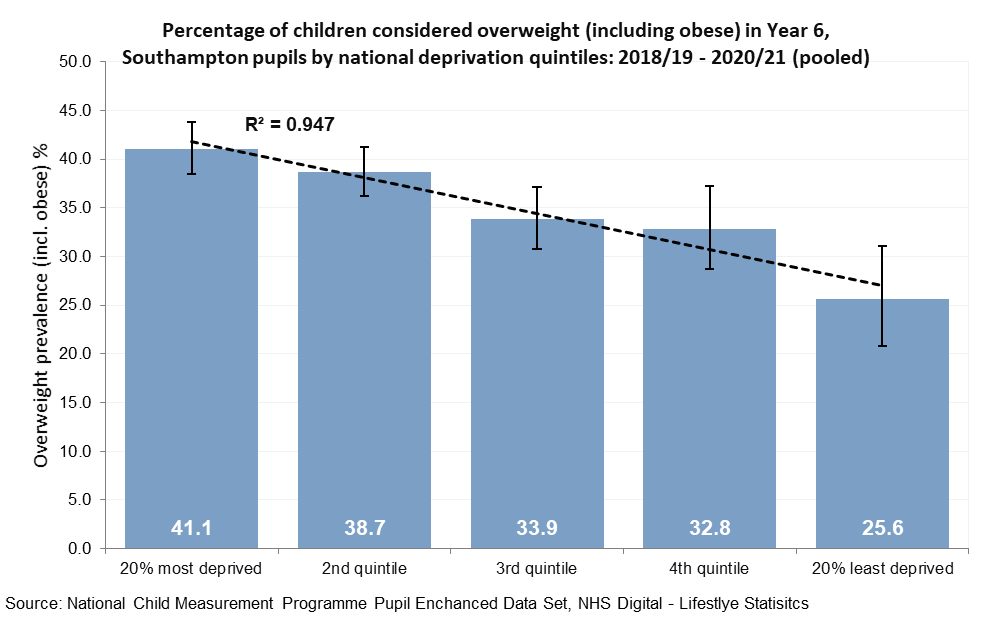 Percentage of children considered overweight (including obese) in Year 6,
Southampton pupils by national deprivation quintiles: 2018/19 - 2020/21 (pooled)
Overweight prevalence (incl. obese) %
50.0
45.0
40.0
35.0
30.0
25.0
20.0
15.0
10.0
5.0
0.0
R² = 0.947
41.1 38.7 33.9 32.8 25.6
20% most deprived 2nd quintile 3rd quintile 4th quintile 20% least deprived
Source: National Child Measurement Programme Pupil Enchanced Data Set, NHS Digital - Lifestlye Statisitcs